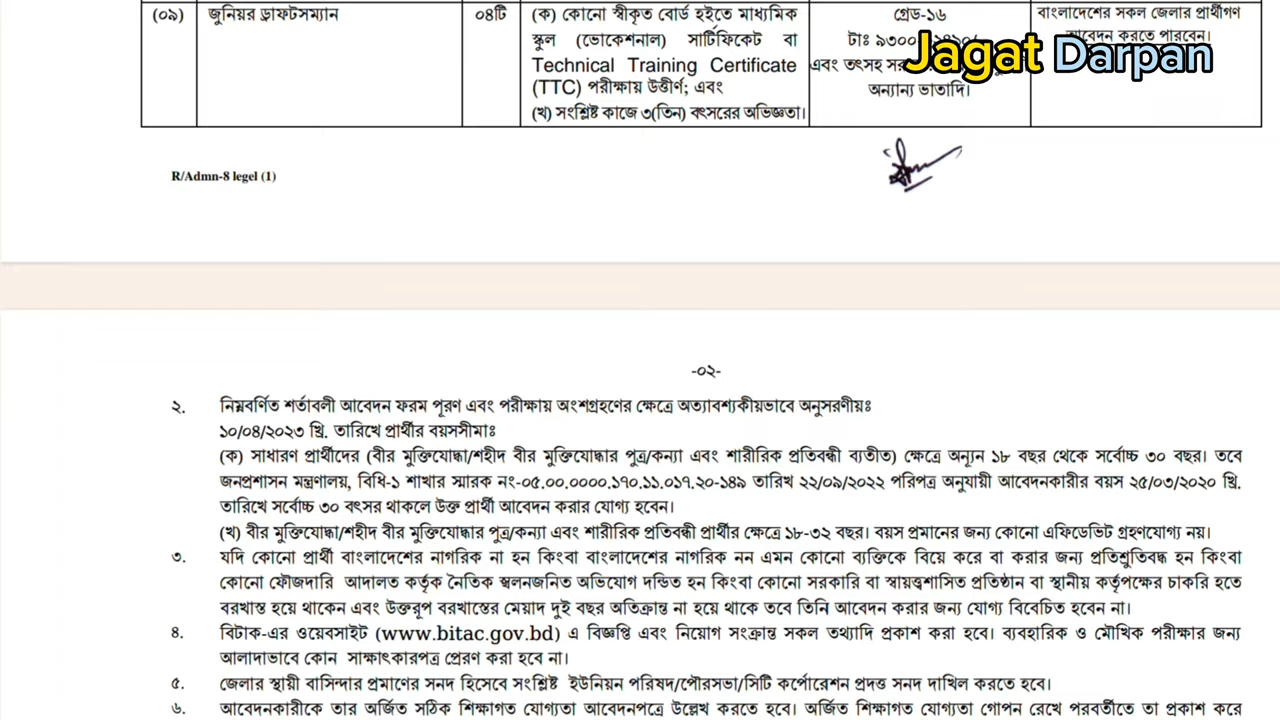 (০৯) জুনিয়র ড্রাফটসম্যান ০৪টি (ক) কোনো স্বীকৃত বোর্ড হইতে মাধ্যমিক গ্রেড-১৬ বাংলাদেশের সকল জেলার প্রার্থীগণ
স্কুল (ভোকেশনাল) সার্টিফিকেট বা টাঃ ৯৩০০ আবেদন করতে পারবেন।
Technical Training Certificate এবং তৎসহ
(TTC) পরীক্ষায় উত্তীর্ণ; এবং অন্যান্য ভাতাদি।
(খ) সংশ্লিষ্ট কাজে ৩(তিন) বৎসরের অভিজ্ঞতা।
Jagat Darpan
R/Admn-8 legel (1)
-০২-
২. নিম্নবর্ণিত শর্তাবলী আবেদন ফরম পূরণ এবং পরীক্ষায় অংশগ্রহণের ক্ষেত্রে অত্যাবশ্যকীয়ভাবে অনুসরণীয়ঃ
১০/০৪/২০২৩ খ্রি. তারিখে প্রার্থীর বয়সসীমাঃ
(ক) সাধারণ প্রার্থীদের (বীর মুক্তিযোদ্ধা/শহীদ বীর মুক্তিযোদ্ধার পুত্র/কন্যা এবং শারীরিক প্রতিবন্ধী ব্যতীত) ক্ষেত্রে অন্যূন ১৮ বছর থেকে সর্বোচ্চ ৩০ বছর। তবে
জনপ্রশাসন মন্ত্রণালয়, বিধি-১ শাখার স্মারক নং-০৫.০০.০০০০.১৭০.১১.০১৭.২০-১৪৯ তারিখ ২২/০৯/২০২২ পরিপত্র অনুযায়ী আবেদনকারীর বয়স ২৫/০৩/২০২০ খ্রি.
তারিখে সর্বোচ্চ ৩০ বৎসর থাকলে উক্ত প্রার্থী আবেদন করার যোগ্য হবেন।
(খ) বীর মুক্তিযোদ্ধা/শহীদ বীর মুক্তিযোদ্ধার পুত্র/কন্যা এবং শারীরিক প্রতিবন্ধী প্রার্থীর ক্ষেত্রে ১৮-৩২ বছর। বয়স প্রমানের জন্য কোনো এফিডেভিট গ্রহণযোগ্য নয়।
৩. যদি কোনো প্রার্থী বাংলাদেশের নাগরিক না হন কিংবা বাংলাদেশের নাগরিক নন এমন কোনো ব্যক্তিকে বিয়ে করে বা করার জন্য প্রতিশ্রুতিবদ্ধ হন কিংবা
কোনো ফৌজদারি আদালত কর্তৃক নৈতিক স্খলনজনিত অভিযোগ দন্ডিত হন কিংবা কোনো সরকারি বা স্বায়ত্ত্বশাসিত প্রতিষ্ঠান বা স্থানীয় কর্তৃপক্ষের চাকরি হতে
বরখাস্ত হয়ে থাকেন এবং উক্তরূপ বরখাস্তের মেয়াদ দুই বছর অতিক্রান্ত না হয়ে থাকে তবে তিনি আবেদন করার জন্য যোগ্য বিবেচিত হবেন না।
৪. বিটাক-এর ওয়েবসাইট (www.bitac.gov.bd) এ বিজ্ঞপ্তি এবং নিয়োগ সংক্রান্ত সকল তথ্যাদি প্রকাশ করা হবে। ব্যবহারিক ও মৌখিক পরীক্ষার জন্য
আলাদাভাবে কোন সাক্ষাৎকারপত্র প্রেরণ করা হবে না।
৫. জেলার স্থায়ী বাসিন্দার প্রমাণের সনদ হিসেবে সংশ্লিষ্ট ইউনিয়ন পরিষদ/পৌরসভা/সিটি কর্পোরেশন প্রদত্ত সনদ দাখিল করতে হবে।
৬. আবেদনকারীকে তার অর্জিত সঠিক শিক্ষাগত যোগ্যতা আবেদনপত্রে উল্লেখ করতে হবে। অর্জিত শিক্ষাগত যোগ্যতা গোপন রেখে পরবর্তীতে তা প্রকাশ করে